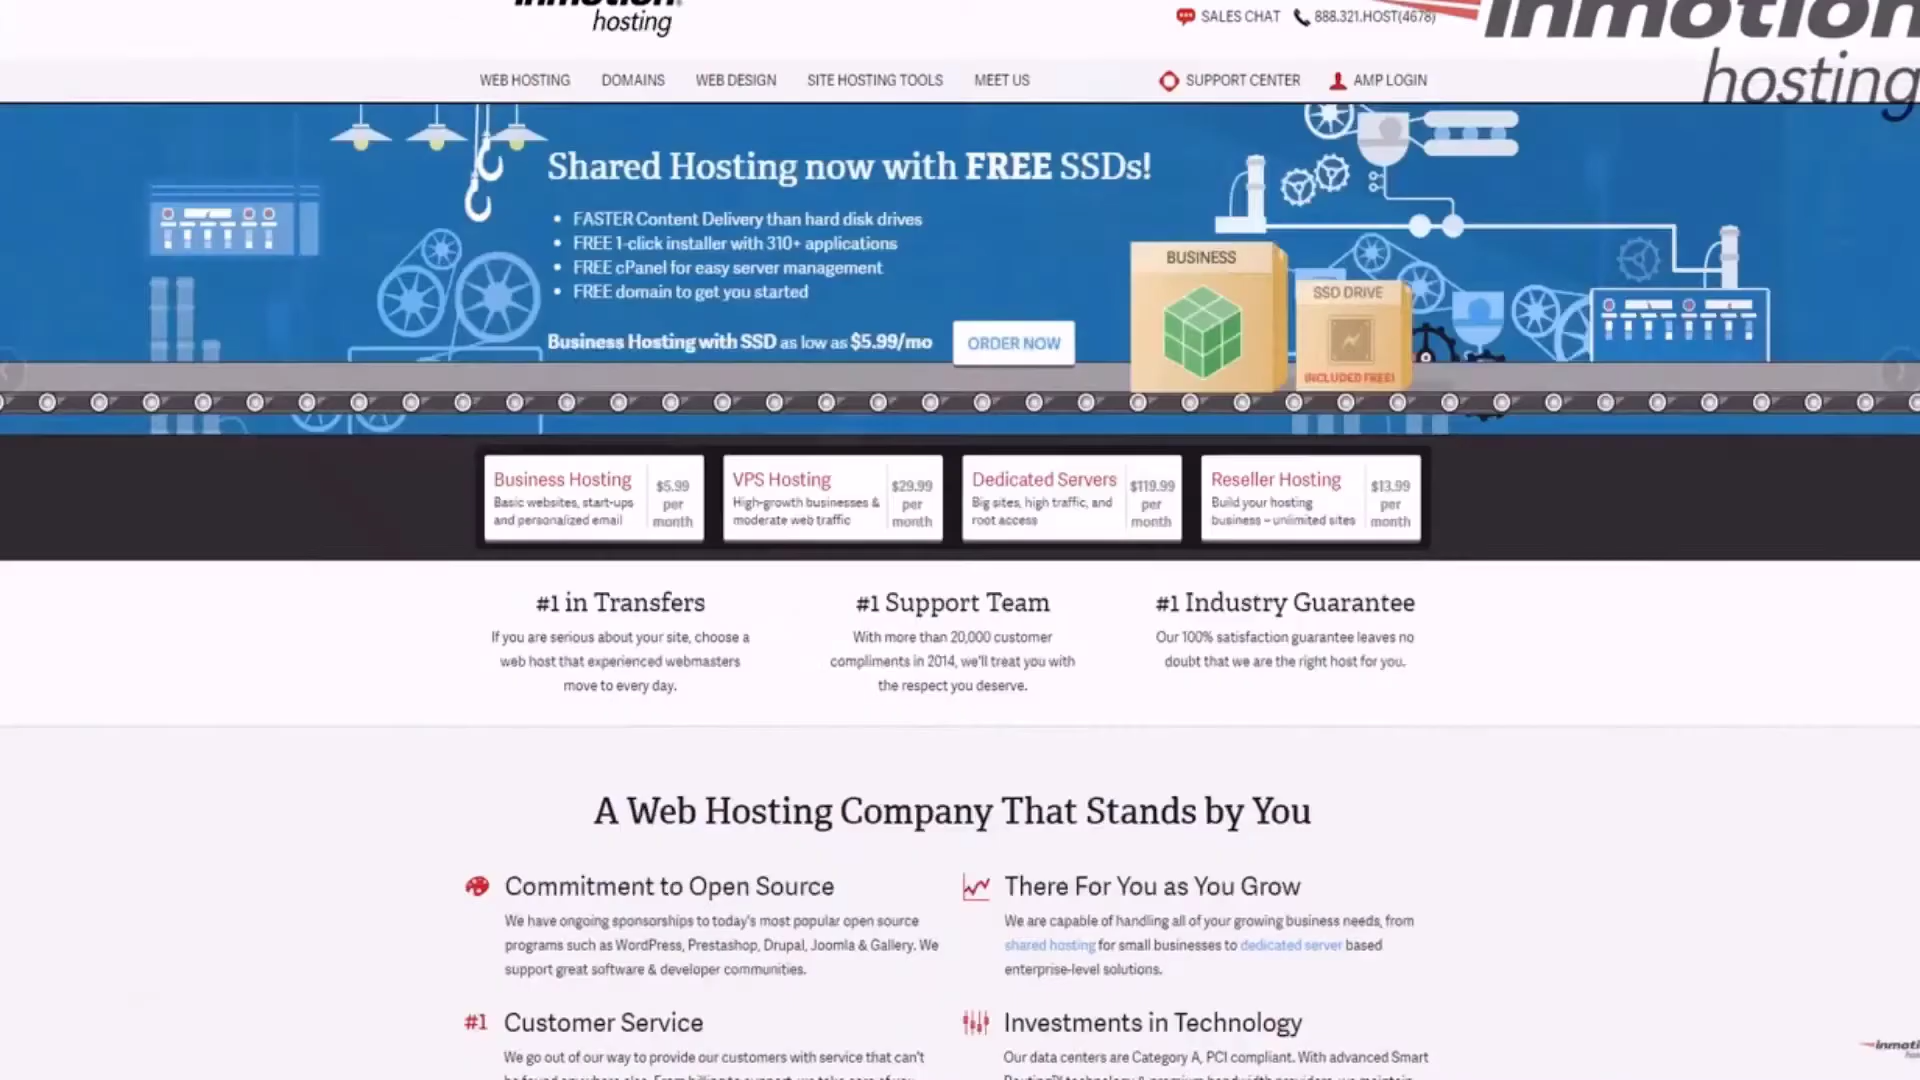 inmotion
hosting
SALES CHAT
888.321.HOST(4678)
inmotion
hosting
WEB HOSTING
DOMAINS
WEB DESIGN
SITE HOSTING TOOLS
MEET US
SUPPORT CENTER
AMP LOGIN
Shared Hosting now with FREE SSDs!
• FASTER Content Delivery than hard disk drives
• FREE 1-click installer with 310+ applications
• FREE cPanel for easy server management
• FREE domain to get you started
Business Hosting with SSD as low as $5.99/mo
ORDER NOW
BUSINESS
SSD DRIVE
INCLUDED FREE!
Business Hosting
Basic websites, start-ups
and personalized email
$5.99
per
month
VPS Hosting
High-growth businesses &
moderate web traffic
$29.99
per
month
Dedicated Servers
Big sites, high traffic, and
root access
$119.99
per
month
Reseller Hosting
Build your hosting
business – unlimited sites
$13.99
per
month
#1 in Transfers
If you are serious about your site, choose a
web host that experienced webmasters
move to every day.
#1 Support Team
With more than 20,000 customer
compliments in 2014, we'll treat you with
the respect you deserve.
#1 Industry Guarantee
Our 100% satisfaction guarantee leaves no
doubt that we are the right host for you.
A Web Hosting Company That Stands by You
Commitment to Open Source
We have ongoing sponsorships to today's most popular open source
programs such as WordPress, Prestashop, Drupal, Joomla & Gallery. We
support great software & developer communities.
There For You as You Grow
We are capable of handling all of your growing business needs, from
shared hosting for small businesses to dedicated server based
enterprise-level solutions.
#1 Customer Service
We go out of our way to provide our customers with service that can't
Investments in Technology
Our data centers are Category A, PCI compliant. With advanced Smart